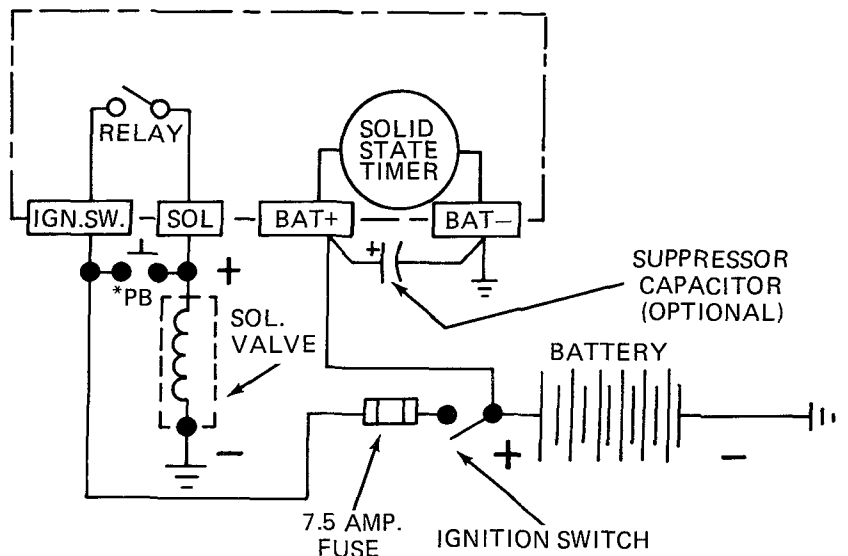 RELAY
SOLID
STATE
TIMER
IGN.SW.
SOL
BAT+
BAT−
+
*PB
+
SOL.
VALVE
−
SUPPRESSOR
CAPACITOR
(OPTIONAL)
BATTERY
+
−
7.5 AMP.
FUSE
IGNITION SWITCH